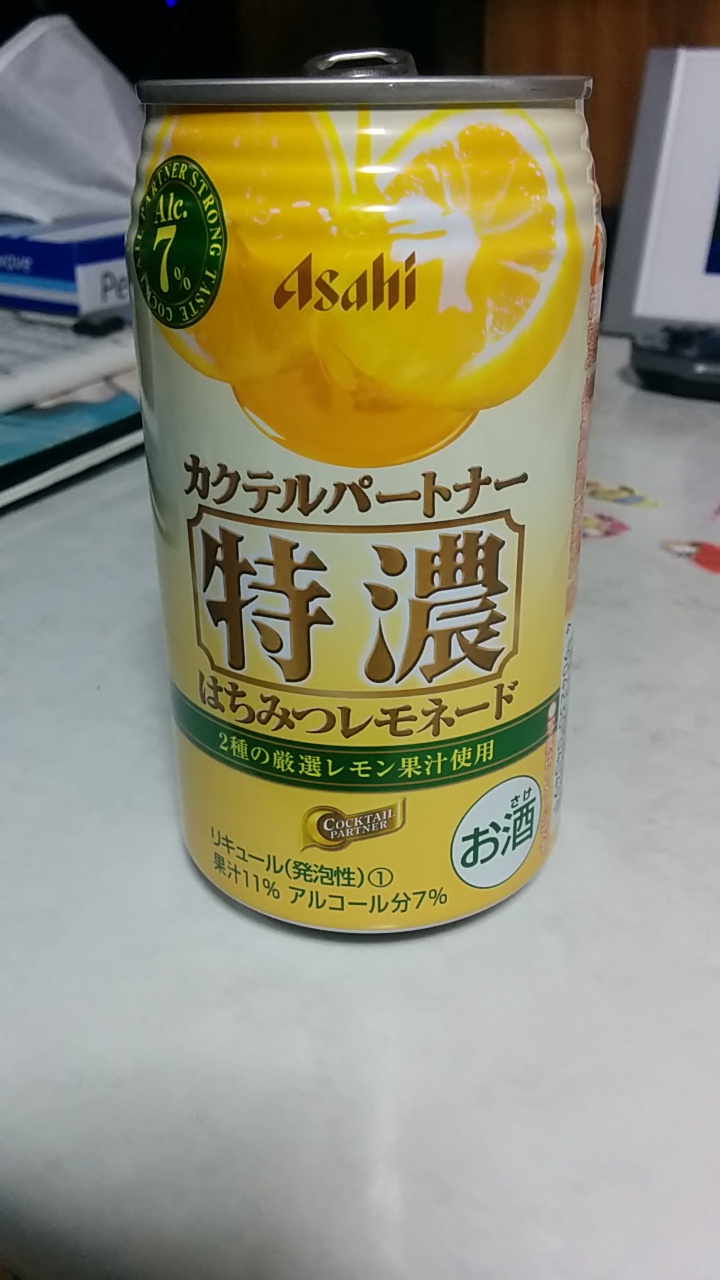 PARTNER STRONG TASTE COCKTAIL
Alc.
7%
Asahi
カクテルパートナー
特濃
はちみつレモネード
2種の厳選レモン果汁使用
COCKTAIL
PARTNER
さけ
お酒
リキュール(発泡性)①
果汁11% アルコール分7%
Pe